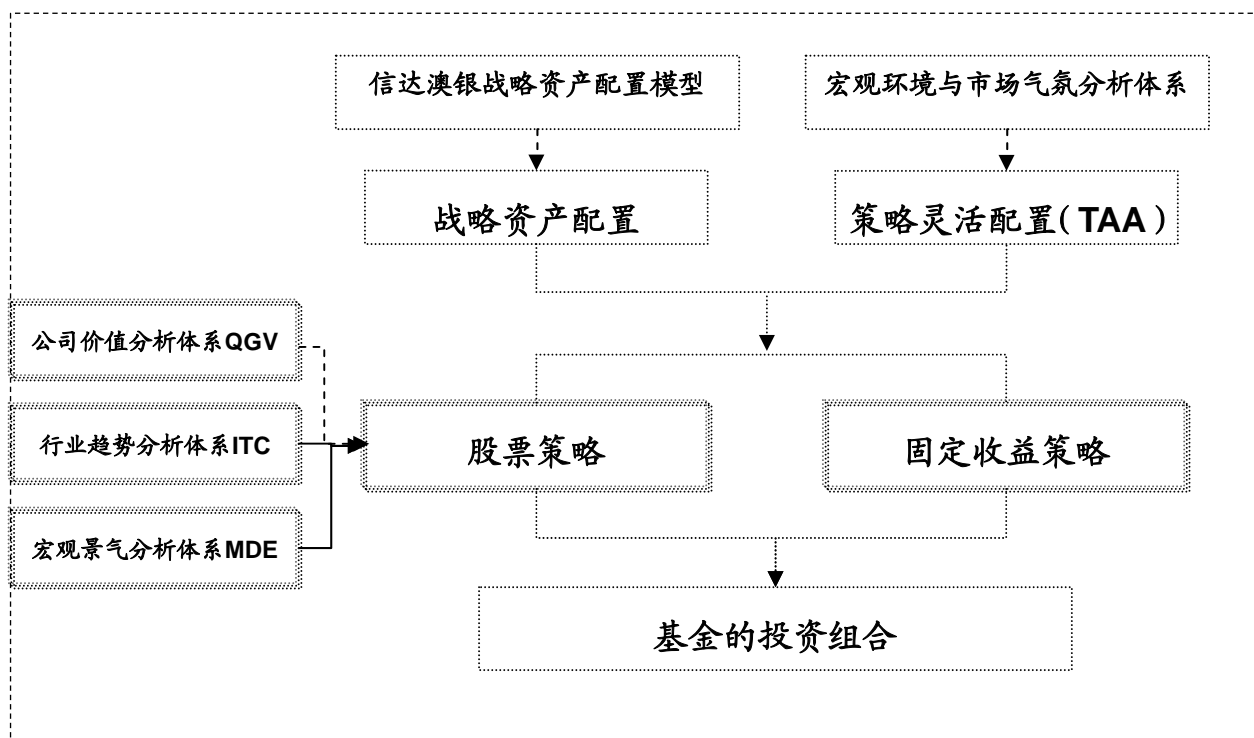 信达澳银战略资产配置模型
宏观环境与市场气氛分析体系
战略资产配置
策略灵活配置(TAA)
公司价值分析体系QGV
行业趋势分析体系ITC
股票策略
固定收益策略
宏观景气分析体系MDE
基金的投资组合